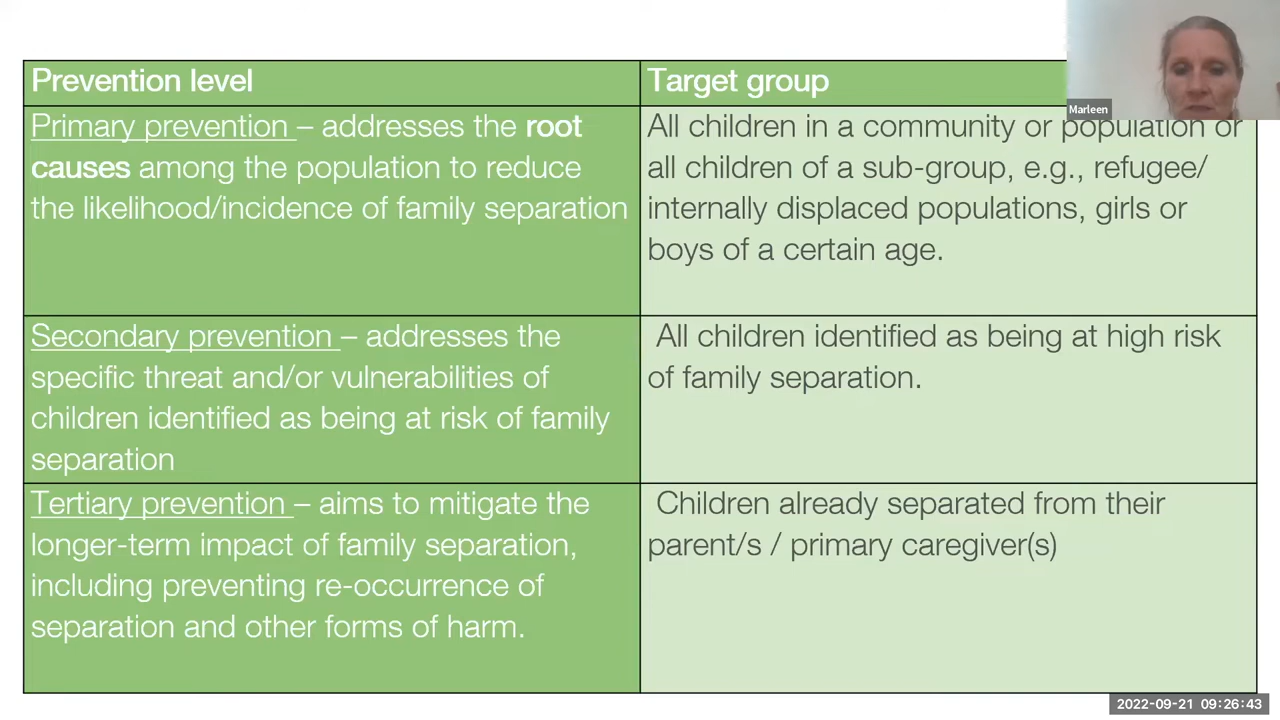 Prevention level
Target group
Marleen
Primary prevention – addresses the root
causes among the population to reduce
the likelihood/incidence of family separation
All children in a community or population or
all children of a sub-group, e.g., refugee/
internally displaced populations, girls or
boys of a certain age.
Secondary prevention – addresses the
specific threat and/or vulnerabilities of
children identified as being at risk of family
separation
All children identified as being at high risk
of family separation.
Tertiary prevention – aims to mitigate the
longer-term impact of family separation,
including preventing re-occurrence of
separation and other forms of harm.
Children already separated from their
parent/s / primary caregiver(s)
2022-09-21 09:26:43